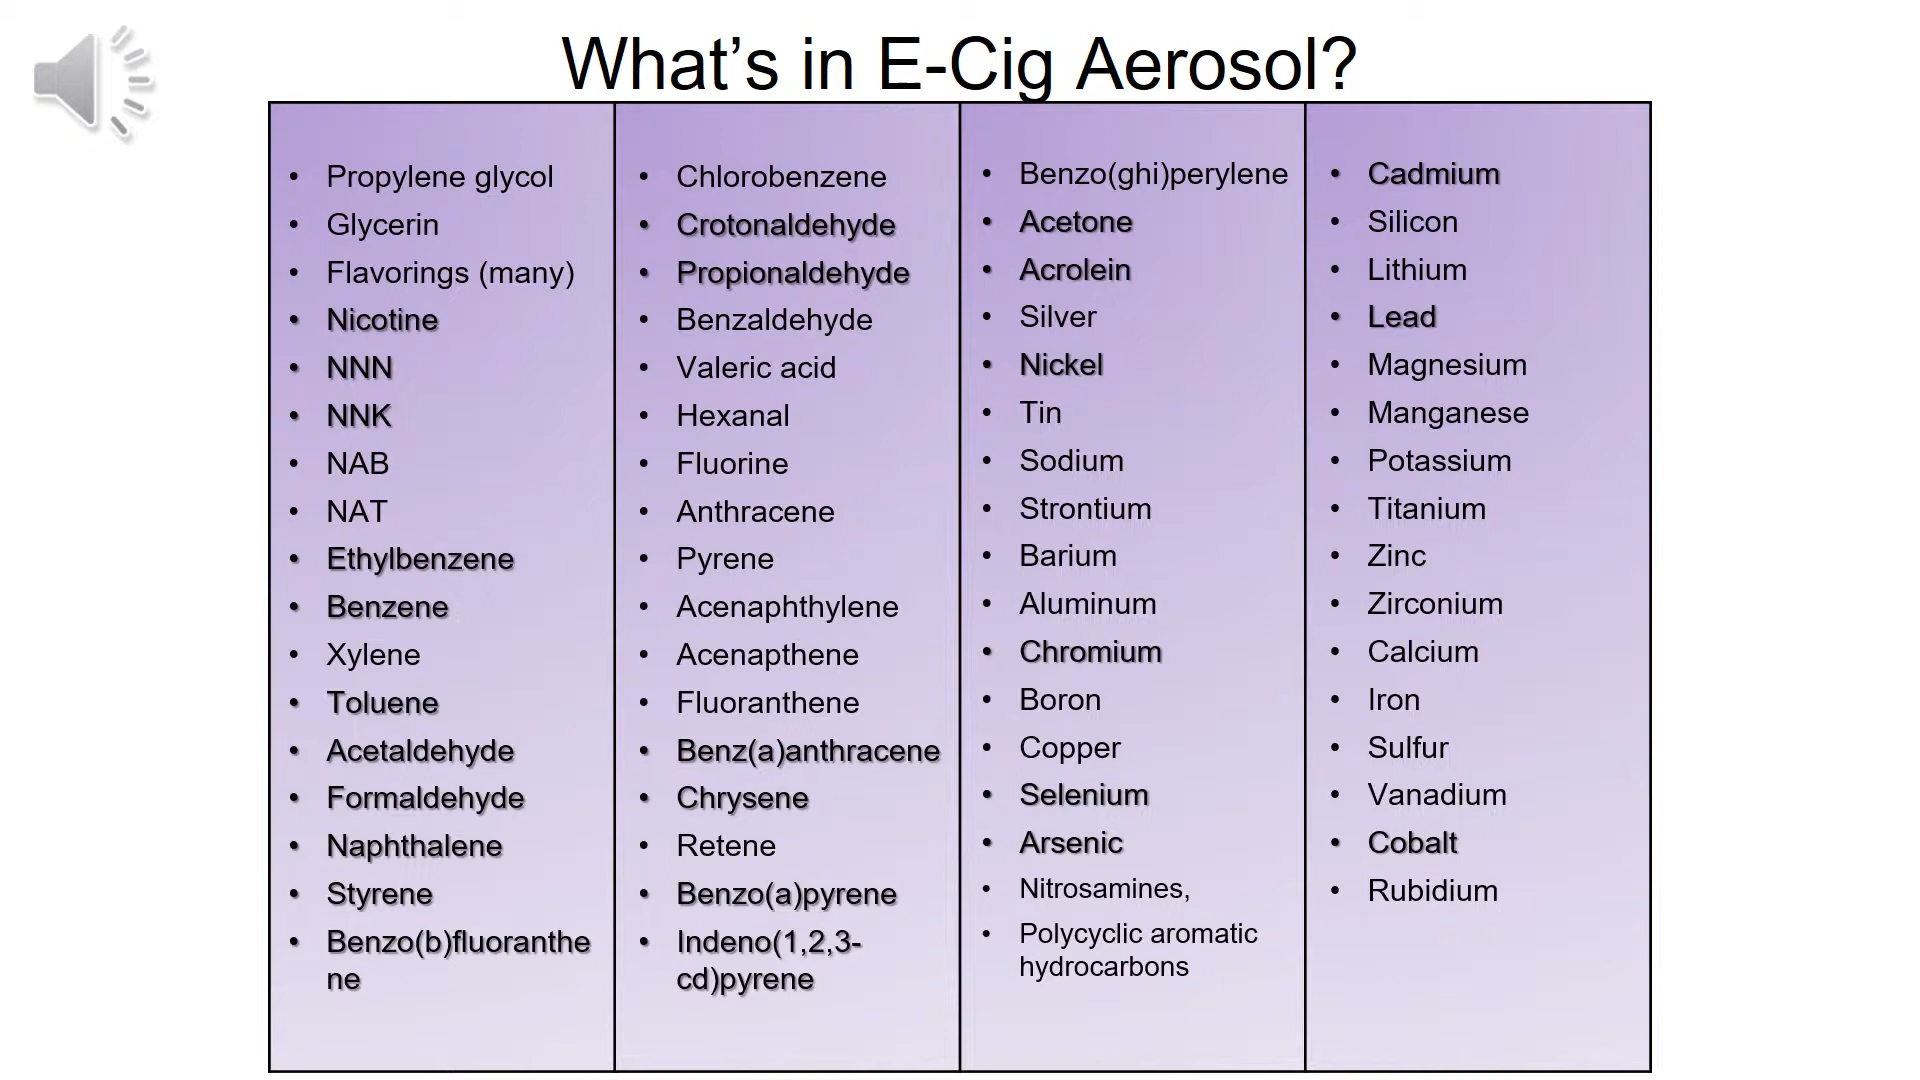 What’s in E-Cig Aerosol?
• Propylene glycol
• Glycerin
• Flavorings (many)
• Nicotine
• NNN
• NNK
• NAB
• NAT
• Ethylbenzene
• Benzene
• Xylene
• Toluene
• Acetaldehyde
• Formaldehyde
• Naphthalene
• Styrene
• Benzo(b)fluoranthe
ne
• Chlorobenzene
• Crotonaldehyde
• Propionaldehyde
• Benzaldehyde
• Valeric acid
• Hexanal
• Fluorine
• Anthracene
• Pyrene
• Acenaphthylene
• Acenapthene
• Fluoranthene
• Benz(a)anthracene
• Chrysene
• Retene
• Benzo(a)pyrene
• Indeno(1,2,3-
cd)pyrene
• Benzo(ghi)perylene
• Acetone
• Acrolein
• Silver
• Nickel
• Tin
• Sodium
• Strontium
• Barium
• Aluminum
• Chromium
• Boron
• Copper
• Selenium
• Arsenic
• Nitrosamines,
• Polycyclic aromatic
hydrocarbons
• Cadmium
• Silicon
• Lithium
• Lead
• Magnesium
• Manganese
• Potassium
• Titanium
• Zinc
• Zirconium
• Calcium
• Iron
• Sulfur
• Vanadium
• Cobalt
• Rubidium